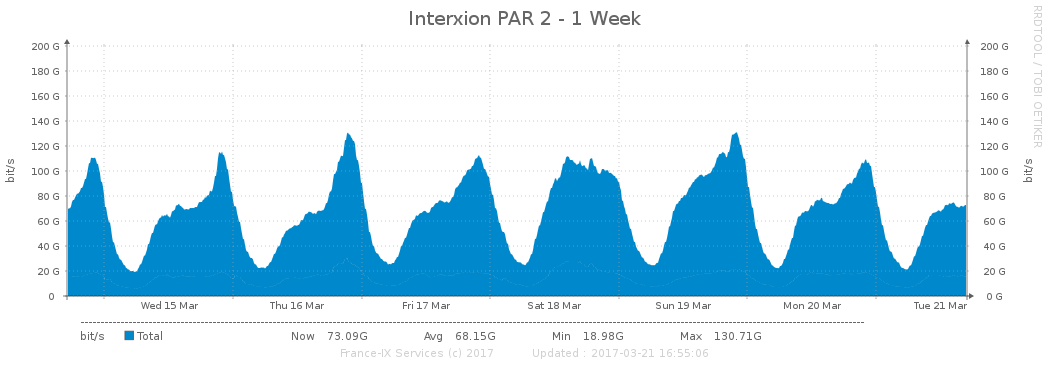 Interxion PAR 2 - 1 Week
RRDTOOL / TOBI OETIKER
bit/s
bit/s
200 G 200 G
180 G 180 G
160 G 160 G
140 G 140 G
120 G 120 G
100 G 100 G
80 G 80 G
60 G 60 G
40 G 40 G
20 G 20 G
0 0 G
Wed 15 Mar Thu 16 Mar Fri 17 Mar Sat 18 Mar Sun 19 Mar Mon 20 Mar Tue 21 Mar
bit/s Total Now 73.09G Avg 68.15G Min 18.98G Max 130.71G
France-IX Services (c) 2017 Updated : 2017-03-21 16:55:06